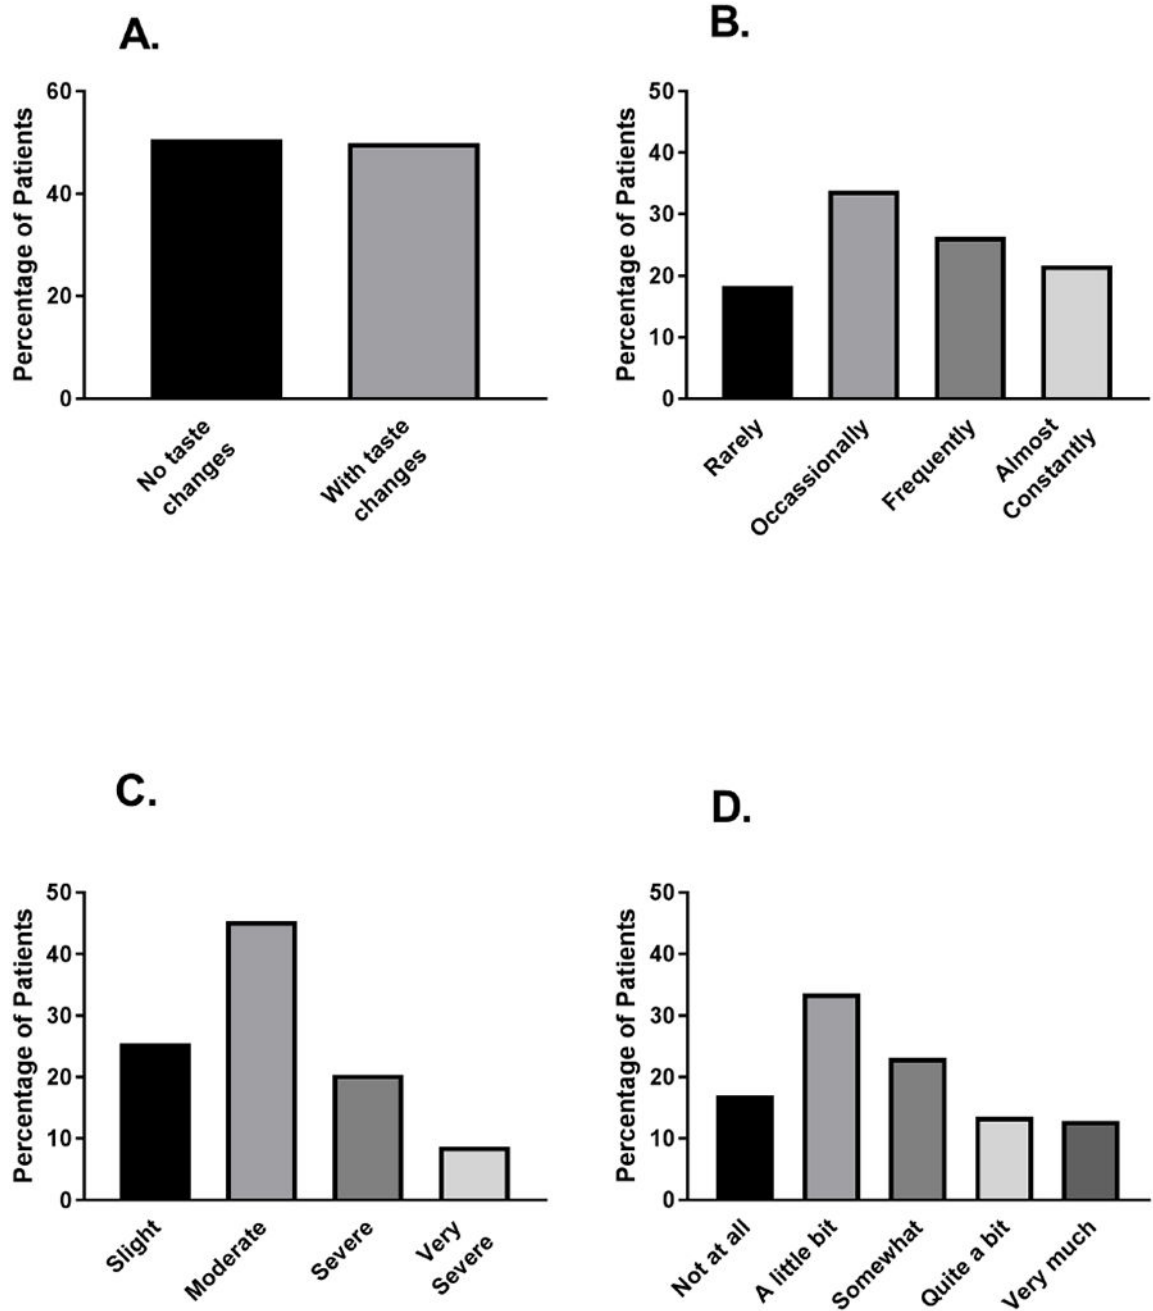 A.
Percentage of Patients
60
40
20
0
No taste
changes
With taste
changes
B.
Percentage of Patients
50
40
30
20
10
0
Rarely
Occassionally
Frequently
Almost
Constantly
C.
Percentage of Patients
50
40
30
20
10
0
Slight
Moderate
Severe
Very
Severe
D.
Percentage of Patients
50
40
30
20
10
0
Not at all
A little bit
Somewhat
Quite a bit
Very much